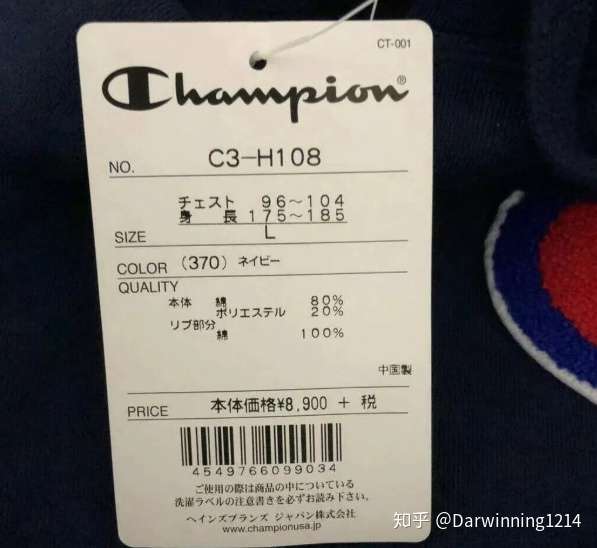 CT-001
Champion®
NO. C3-H108
チェスト 96～104
身長 175～185
SIZE L
COLOR (370) ネイビー
QUALITY
本体 綿 80%
ポリエステル 20%
リブ部分
綿 100%
中国製
PRICE 本体価格¥8,900 + 税
4549766099034
ご使用の際は商品の中についている
洗濯ラベルの注意書きを必ずお読み下さい。
ヘインズブランズ ジャパン株式会社
www.championusa.jp
知乎 @Darwinning1214